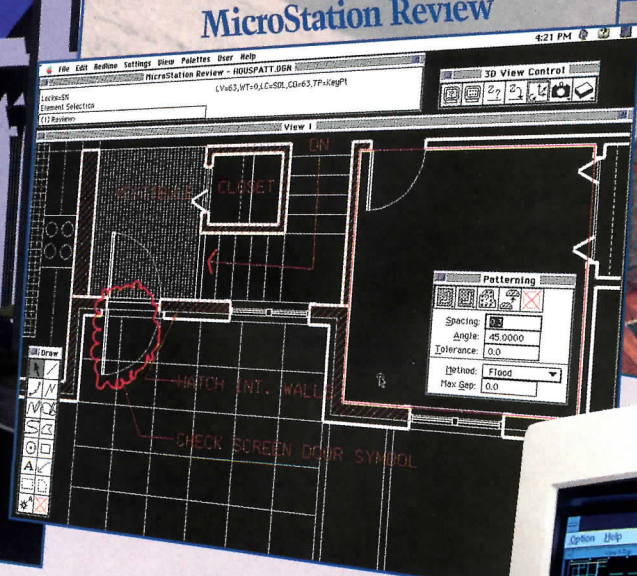 MicroStation Review
4:21 PM
File Edit Redline Settings View Palettes User Help
MicroStation Review - HOUSPATT.DGN
LV=63,WT=0,LC=SOL,CO=63,TP=KeyPt
Locks=SN
Element Selection
(1) Review>
3D View Control
View 1
DN
CLOSET
Patterning
Spacing:
Angle: 45.0000
Tolerance: 0.0
Method: Flood
Max Gap: 0.0
Draw
A
HATCH INT. WALLS
CHECK SCREEN DOOR SYMBOL
Option Help